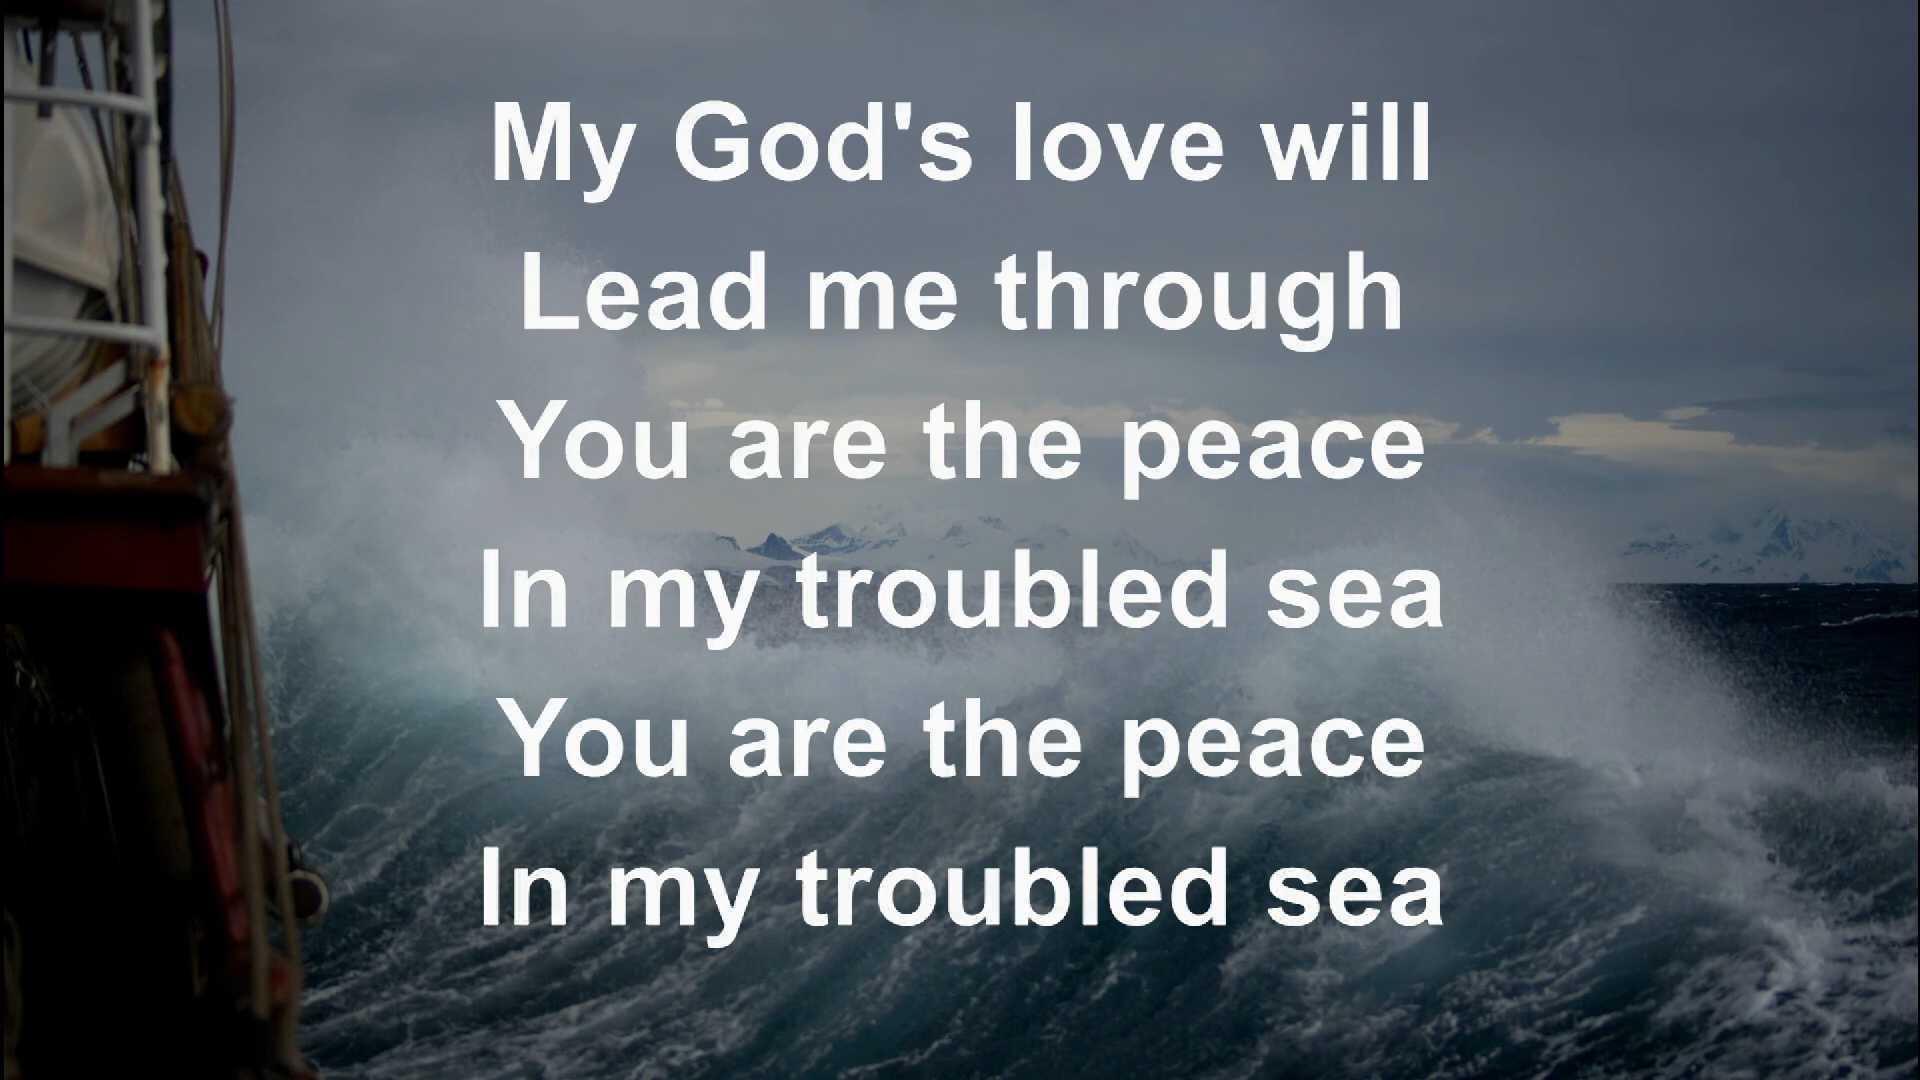 My God's love will
Lead me through
You are the peace
In my troubled sea
You are the peace
In my troubled sea